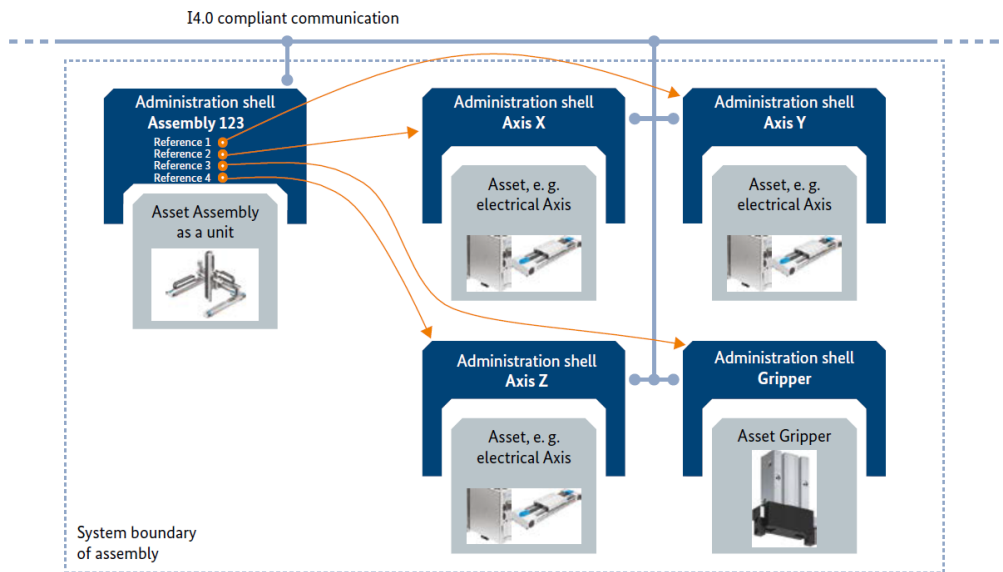 I4.0 compliant communication
Administration shell
Assembly 123
Reference 1
Reference 2
Reference 3
Reference 4
Asset Assembly
as a unit
Administration shell
Axis X
Asset, e. g.
electrical Axis
Administration shell
Axis Y
Asset, e. g.
electrical Axis
Administration shell
Axis Z
Asset, e. g.
electrical Axis
Administration shell
Gripper
Asset Gripper
System boundary
of assembly